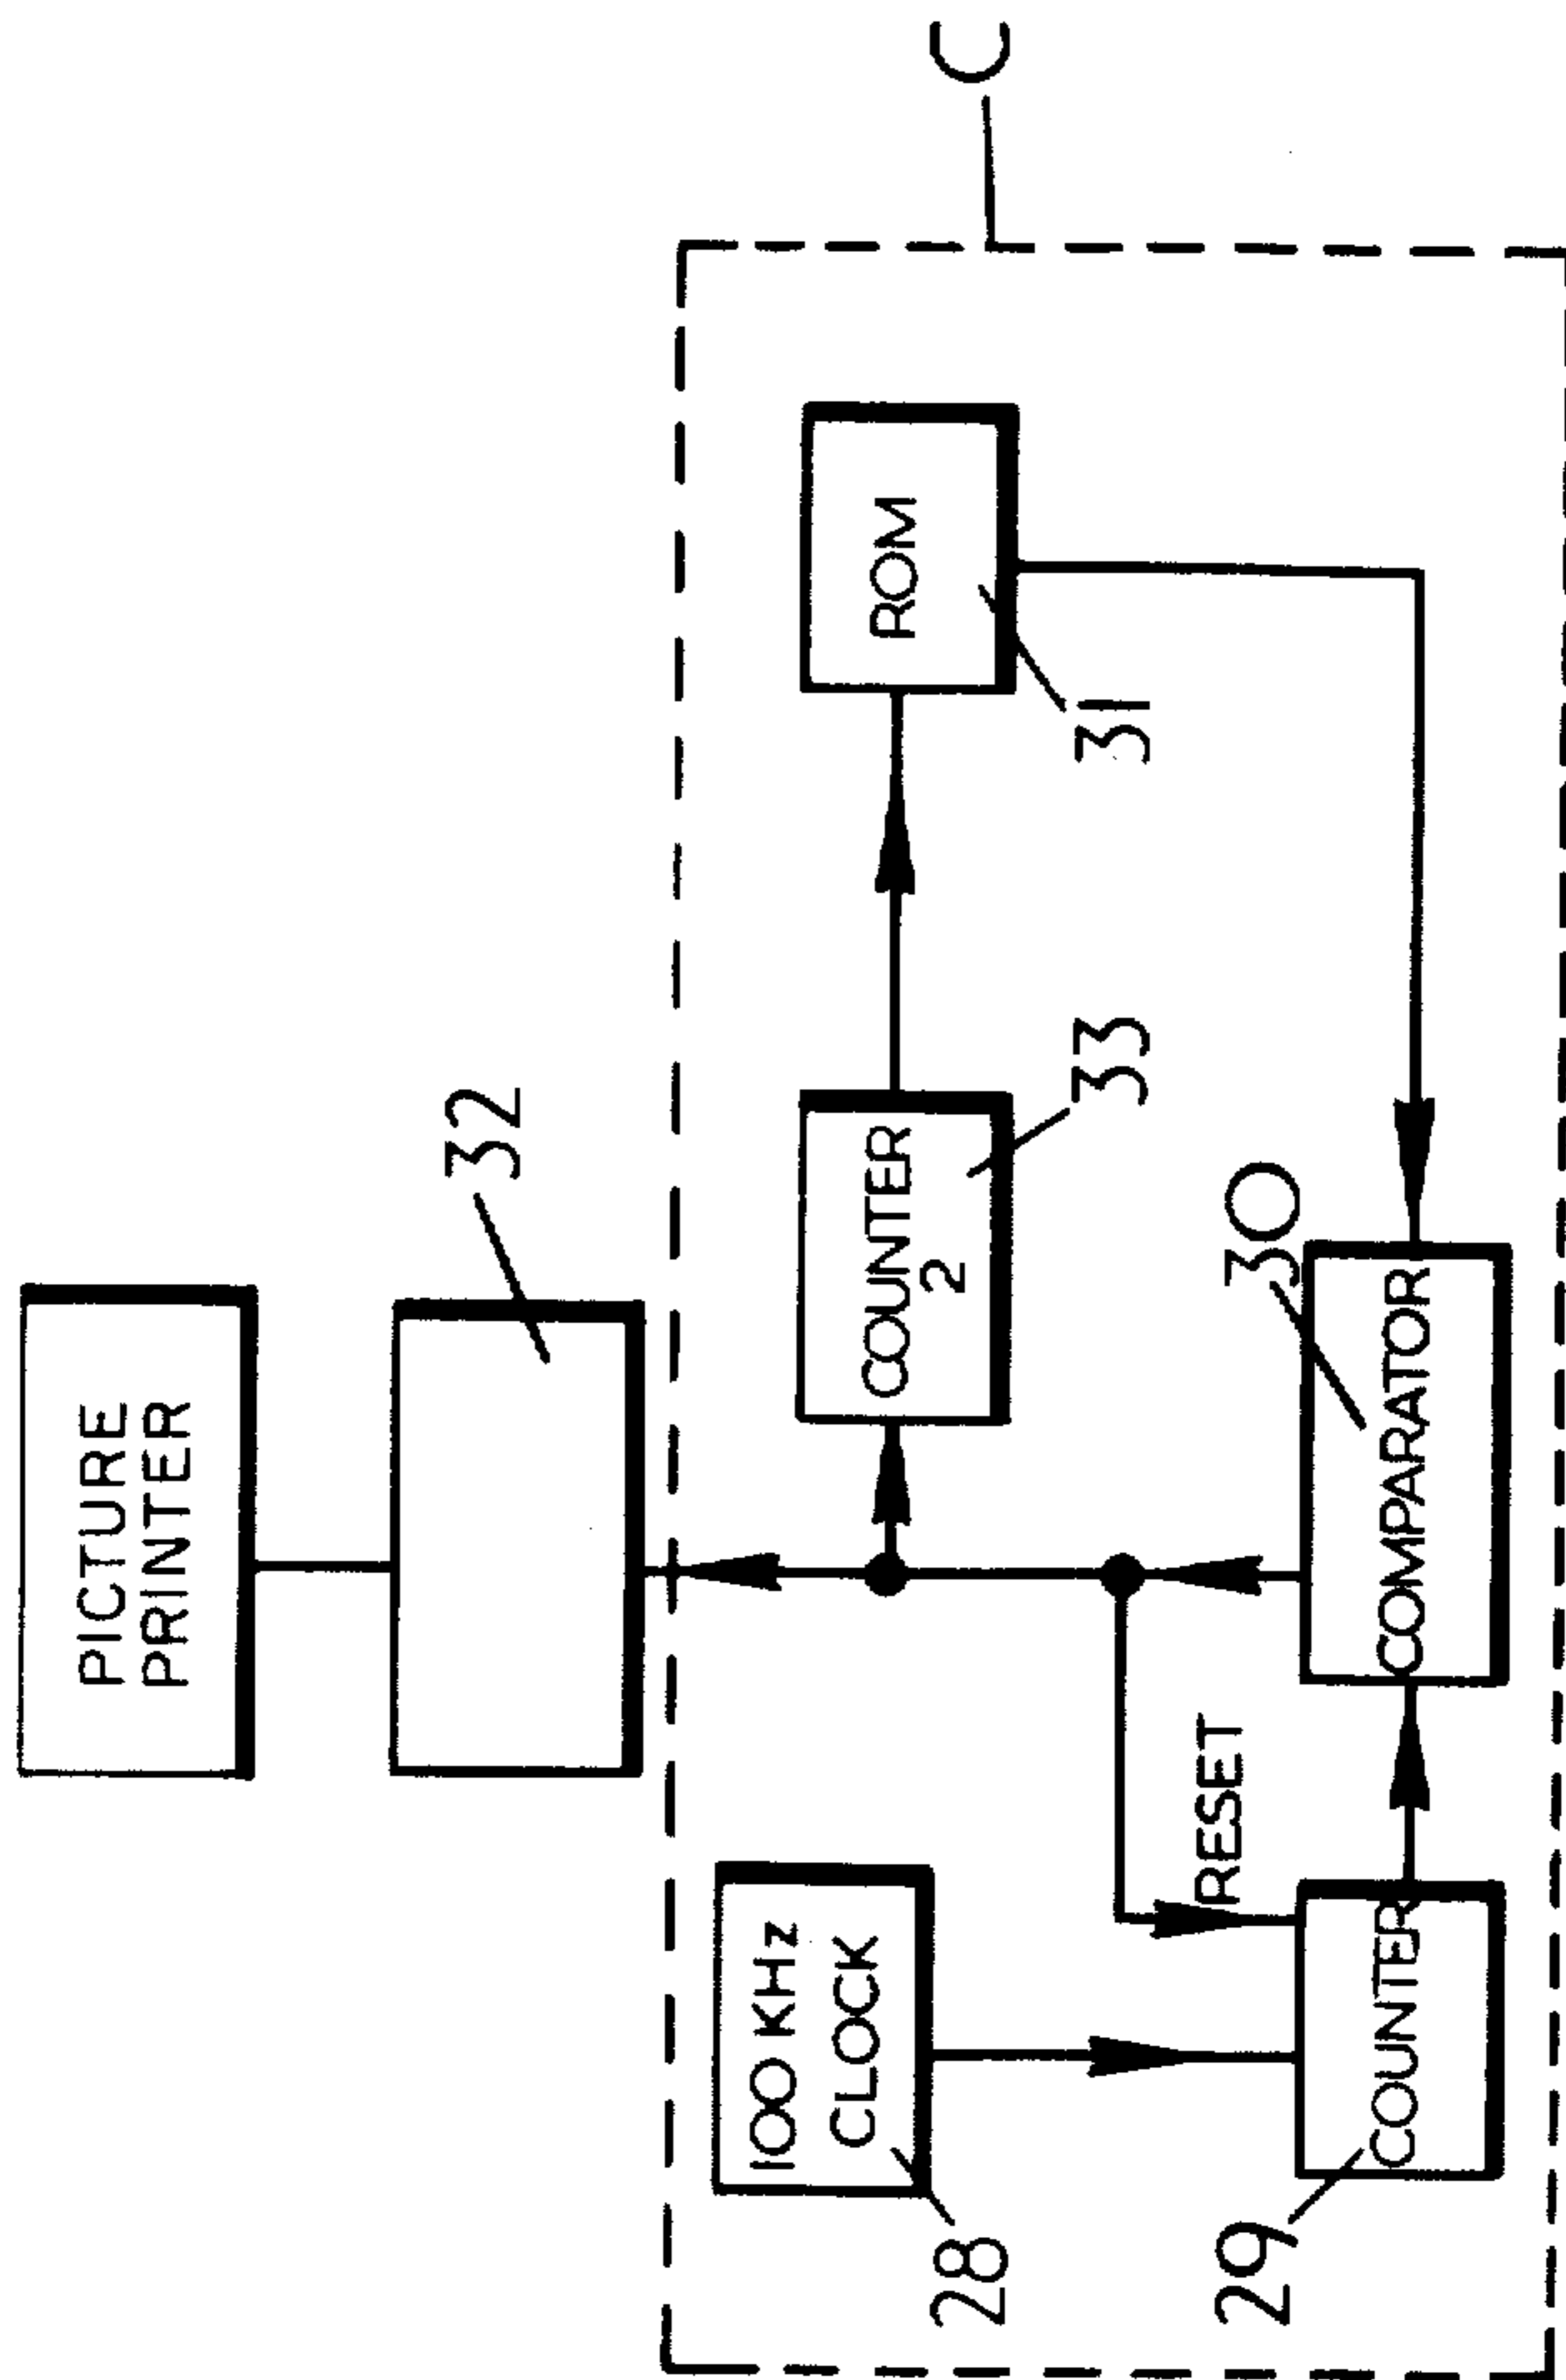 PICTURE
PRINTER
32
C
100 KHz
CLOCK
28
COUNTER
2
33
ROM
31
RESET
COUNTER
29
COMPARATOR
30